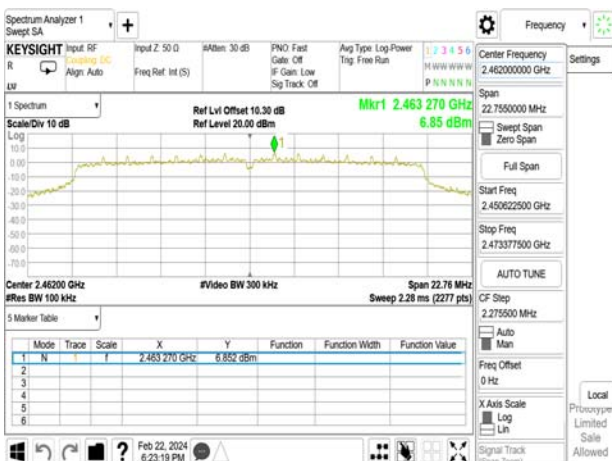 Spectrum Analyzer 1
Swept SA
+
Frequency
KEYSIGHT
R
LXI
Input: RF
Coupling: DC
Align: Auto
Input Z: 50 Ω
Freq Ref: Int (S)
#Atten: 30 dB
PNO: Fast
Gate: Off
IF Gain: Low
Sig Track: Off
Avg Type: Log-Power
Trig: Free Run
1 2 3 4 5 6
M W W W W W
P N N N N N
Center Frequency
2.462000000 GHz
Settings
Span
22.7550000 MHz
Swept Span
Zero Span
Full Span
Start Freq
2.450622500 GHz
Stop Freq
2.473377500 GHz
AUTO TUNE
CF Step
2.275500 MHz
Auto
Man
Freq Offset
0 Hz
X Axis Scale
Log
Lin
Signal Track
Local
Prototype
Limited
Sale
Allowed
1 Spectrum
Scale/Div 10 dB
Ref Lvl Offset 10.30 dB
Ref Level 20.00 dBm
Mkr1 2.463 270 GHz
6.85 dBm
Log
10.0
0.00
-10.0
-20.0
-30.0
-40.0
-50.0
-60.0
-70.0
1
Center 2.46200 GHz
#Res BW 100 kHz
#Video BW 300 kHz
Span 22.76 MHz
Sweep 2.28 ms (2277 pts)
5 Marker Table
Mode Trace Scale X Y Function Function Width Function Value
1 N 1 f 2.463 270 GHz 6.852 dBm
2
3
4
5
6
?
Feb 22, 2024
6:23:19 PM